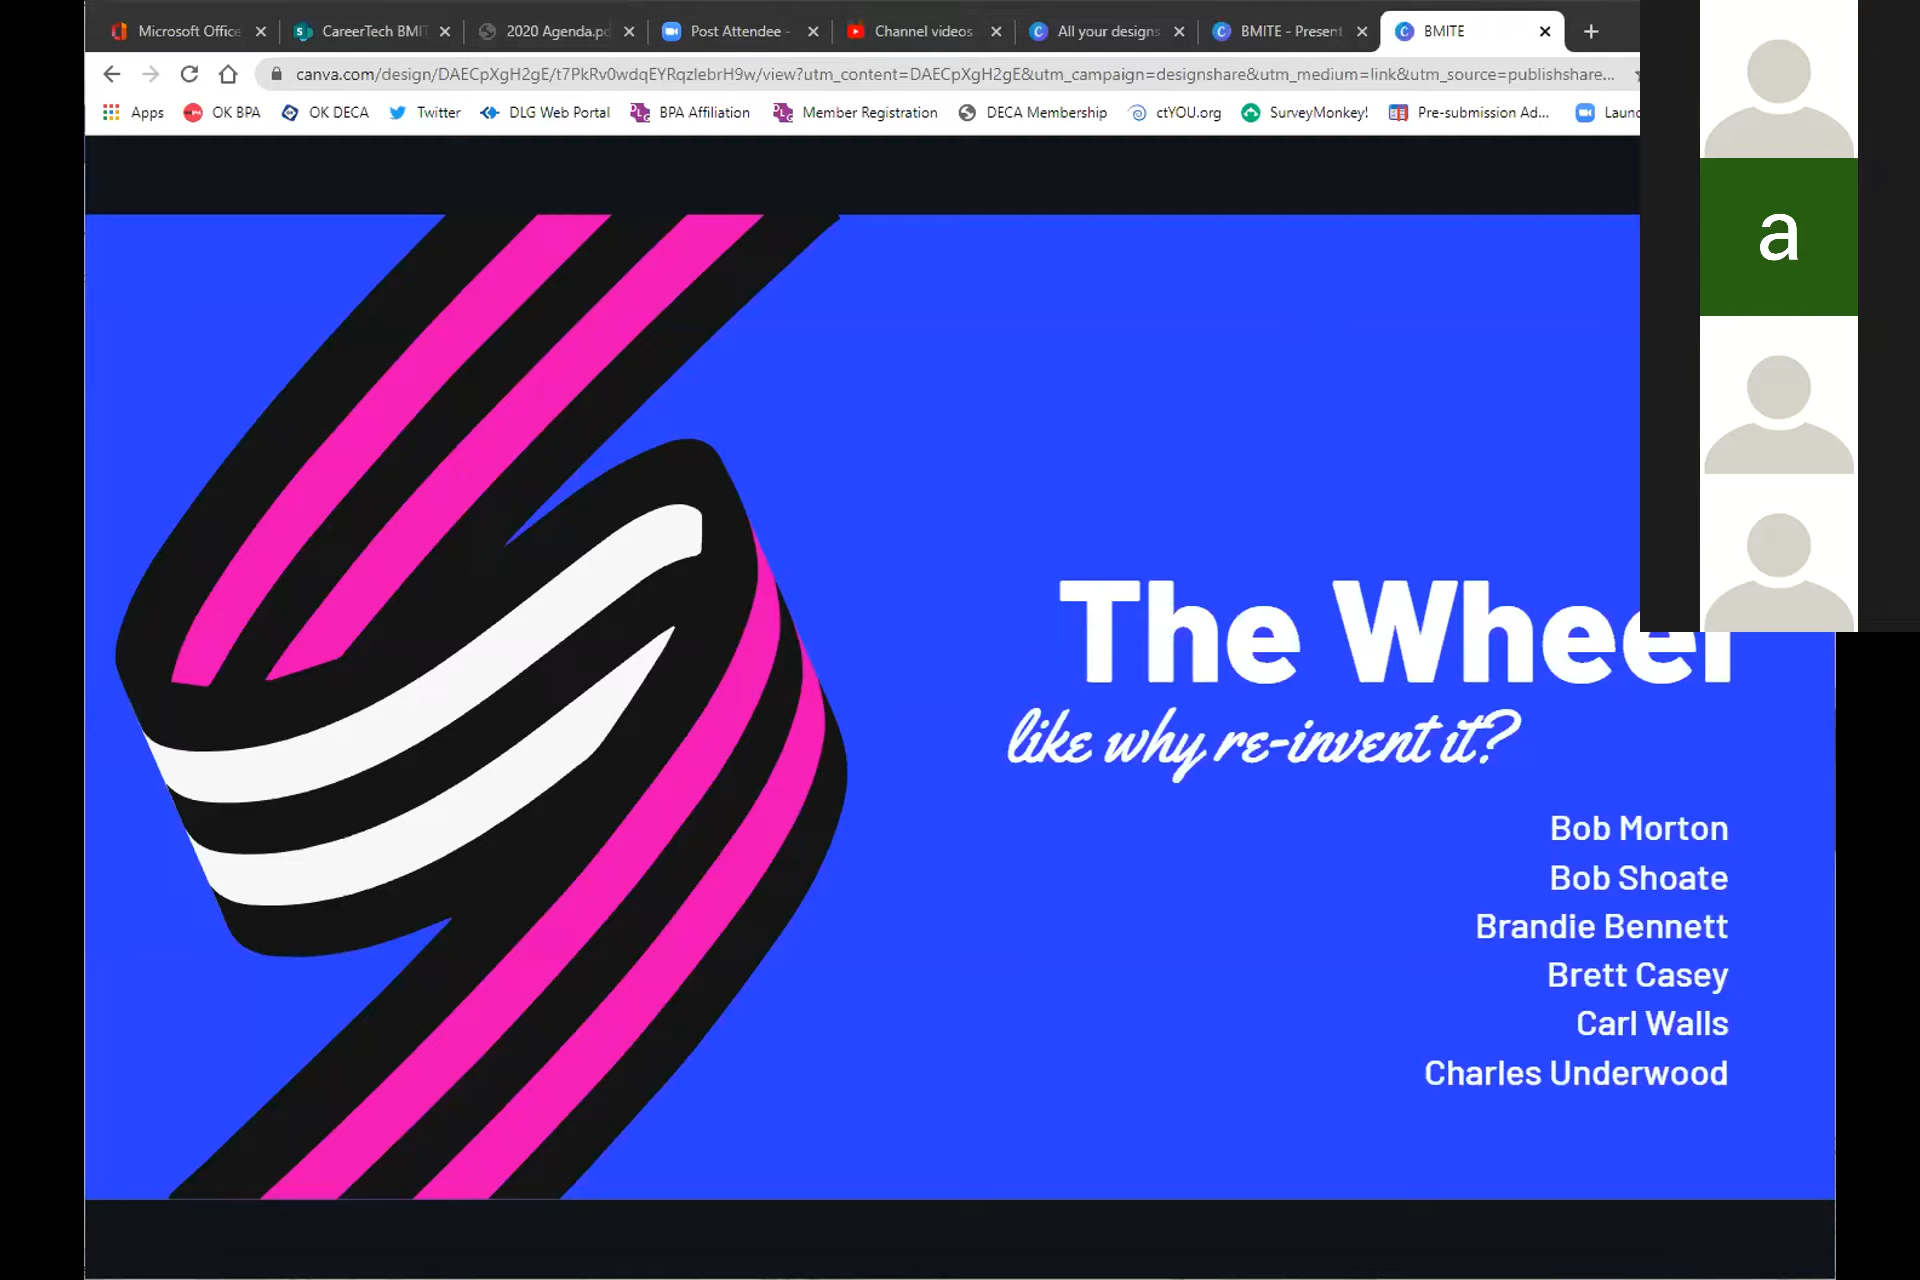 Microsoft Office
CareerTech BMIT
2020 Agenda.pd
Post Attendee -
Channel videos
All your designs
BMITE - Present
BMITE
canva.com/design/DAECpXgH2gE/t7PkRv0wdqEYRqzlebrH9w/view?utm_content=DAECpXgH2gE&utm_campaign=designshare&utm_medium=link&utm_source=publishshare...
Apps
OK BPA
OK DECA
Twitter
DLG Web Portal
BPA Affiliation
Member Registration
DECA Membership
ctYOU.org
SurveyMonkey!
Pre-submission Ad...
Launc
a
The Wheel
like why re-invent it?
Bob Morton
Bob Shoate
Brandie Bennett
Brett Casey
Carl Walls
Charles Underwood